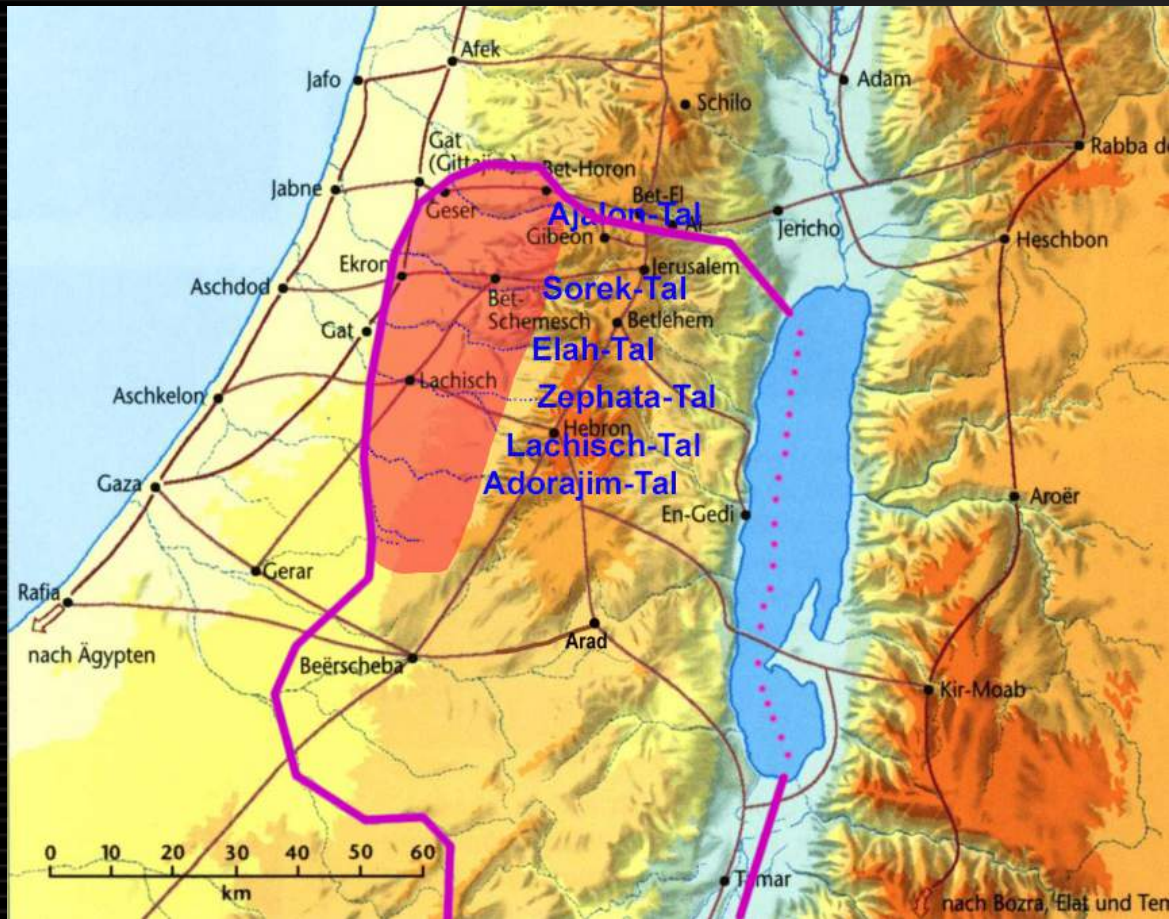 Afek
Jafo
Adam
Schilo
Gat
(Gittajim)
Rabba de
Bet-Horon
Jabne
Geser
Bet-El
Ajalon-Tal
Ai
Jericho
Gibeon
Heschbon
Ekron
Jerusalem
Aschdod
Sorek-Tal
Bet-
Schemesch
Betlehem
Gat
Elah-Tal
Lachisch
Aschkelon
Zephata-Tal
Hebron
Lachisch-Tal
Gaza
Adorajim-Tal
Aroër
En-Gedi
Gerar
Rafia
nach Ägypten
Arad
Beërscheba
Kir-Moab
0 10 20 30 40 50 60
km
Tamar
nach Bozra, Elat und Tem